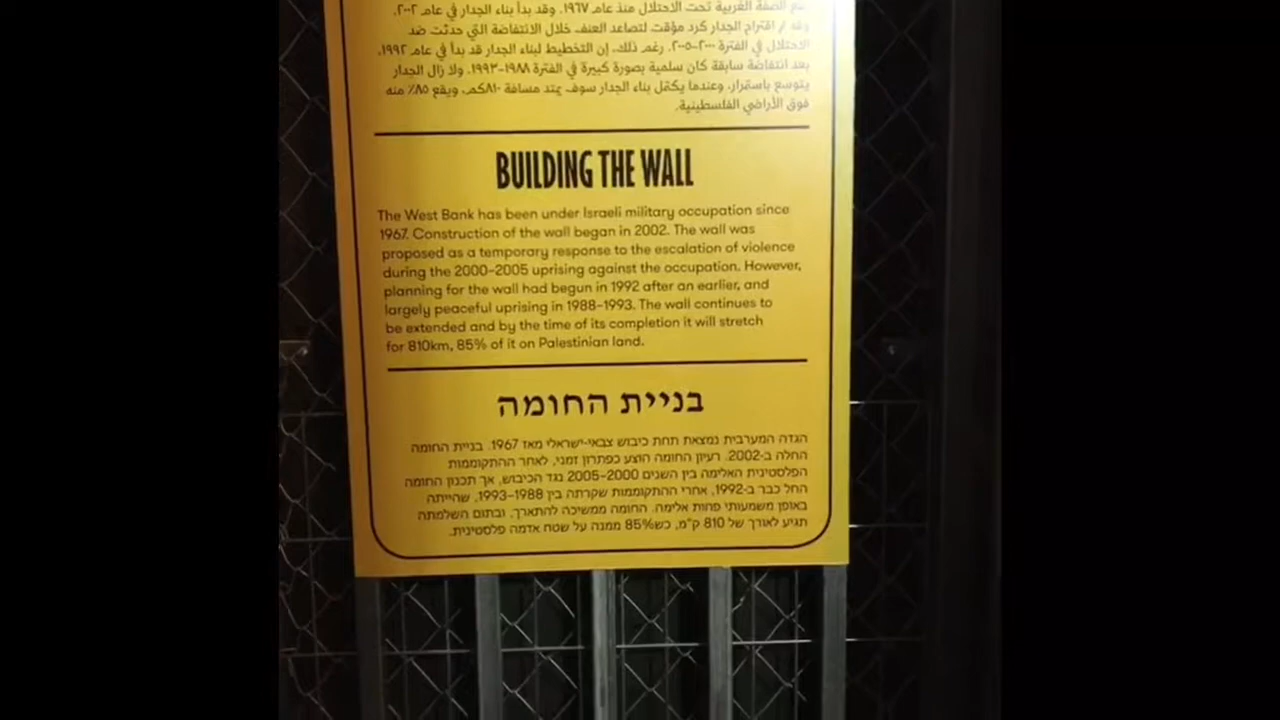 الضفة الغربية تحت الاحتلال منذ عام ١٩٦٧. وقد بدأ بناء الجدار في عام ٢٠٠٢.
اقتراح الجدار كرد مؤقت لتصاعد العنف خلال الانتفاضة التي حدثت ضد
الاحتلال في الفترة ٢٠٠٠-٢٠٠٥. رغم ذلك، إن التخطيط لبناء الجدار قد بدأ في عام ١٩٩٢،
بعد انتفاضة سابقة كان سلمية بصورة كبيرة في الفترة ١٩٨٨-١٩٩٣. ولا زال الجدار
يتوسع باستمرار، وعندما يكمّل بناء الجدار سوف يمتد مسافة ٨١٠كم، ويقع ٨٥٪ منه
فوق الأراضي الفلسطينية.
BUILDING THE WALL
The West Bank has been under Israeli military occupation since
1967. Construction of the wall began in 2002. The wall was
proposed as a temporary response to the escalation of violence
during the 2000–2005 uprising against the occupation. However,
planning for the wall had begun in 1992 after an earlier, and
largely peaceful uprising in 1988–1993. The wall continues to
be extended and by the time of its completion it will stretch
for 810km, 85% of it on Palestinian land.
בניית החומה
הגדה המערבית נמצאת תחת כיבוש צבאי-ישראלי מאז 1967. בניית החומה
החלה ב-2002. רעיון החומה הוצע כפתרון זמני, לאחר ההתקוממות
הפלסטינית האלימה בין השנים 2000–2005 נגד הכיבוש, אך תכנון החומה
החל כבר ב-1992, אחרי ההתקוממות שקרתה בין 1988–1993, שהייתה
באופן משמעותי פחות אלימה. החומה ממשיכה להתארך, ובתום השלמתה
תגיע לאורך של 810 ק"מ, כש85% ממנה על שטח אדמה פלסטינית.